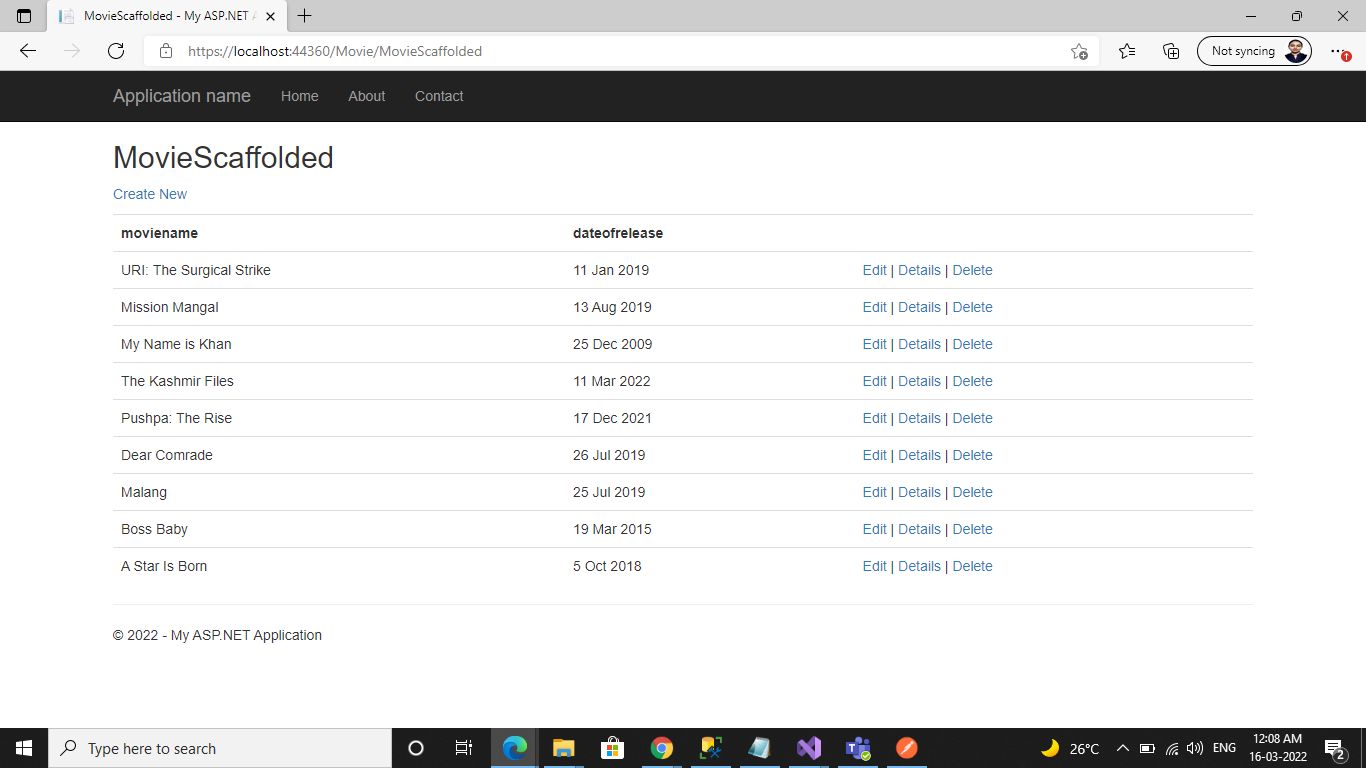 MovieScaffolded - My ASP.NET A
https://localhost:44360/Movie/MovieScaffolded
Not syncing
Application name Home About Contact
MovieScaffolded
Create New
moviename dateofrelease
URI: The Surgical Strike 11 Jan 2019 Edit | Details | Delete
Mission Mangal 13 Aug 2019 Edit | Details | Delete
My Name is Khan 25 Dec 2009 Edit | Details | Delete
The Kashmir Files 11 Mar 2022 Edit | Details | Delete
Pushpa: The Rise 17 Dec 2021 Edit | Details | Delete
Dear Comrade 26 Jul 2019 Edit | Details | Delete
Malang 25 Jul 2019 Edit | Details | Delete
Boss Baby 19 Mar 2015 Edit | Details | Delete
A Star Is Born 5 Oct 2018 Edit | Details | Delete
© 2022 - My ASP.NET Application
Type here to search
26°C
ENG
12:08 AM
16-03-2022
2